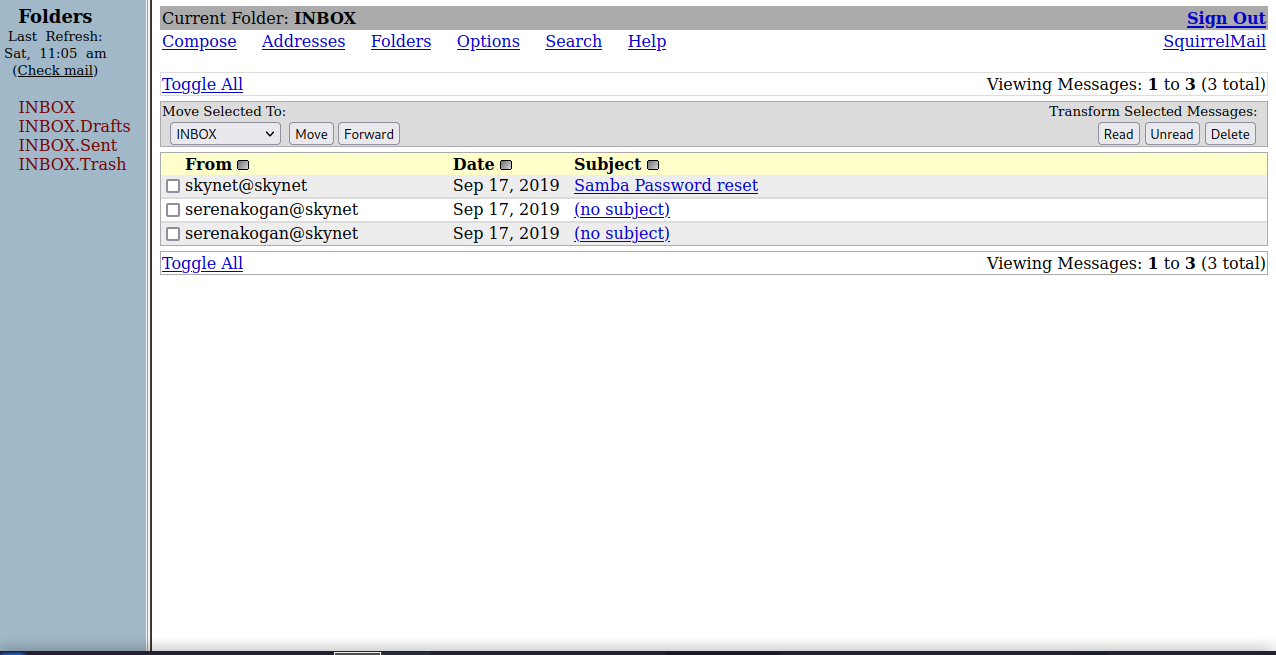 Folders
Last Refresh:
Sat, 11:05 am
(Check mail)
INBOX
INBOX.Drafts
INBOX.Sent
INBOX.Trash
Current Folder: INBOX Sign Out
Compose Addresses Folders Options Search Help SquirrelMail
Toggle All Viewing Messages: 1 to 3 (3 total)
Move Selected To: Transform Selected Messages:
INBOX Move Forward Read Unread Delete
From Date Subject
skynet@skynet Sep 17, 2019 Samba Password reset
serenakogan@skynet Sep 17, 2019 (no subject)
serenakogan@skynet Sep 17, 2019 (no subject)
Toggle All Viewing Messages: 1 to 3 (3 total)